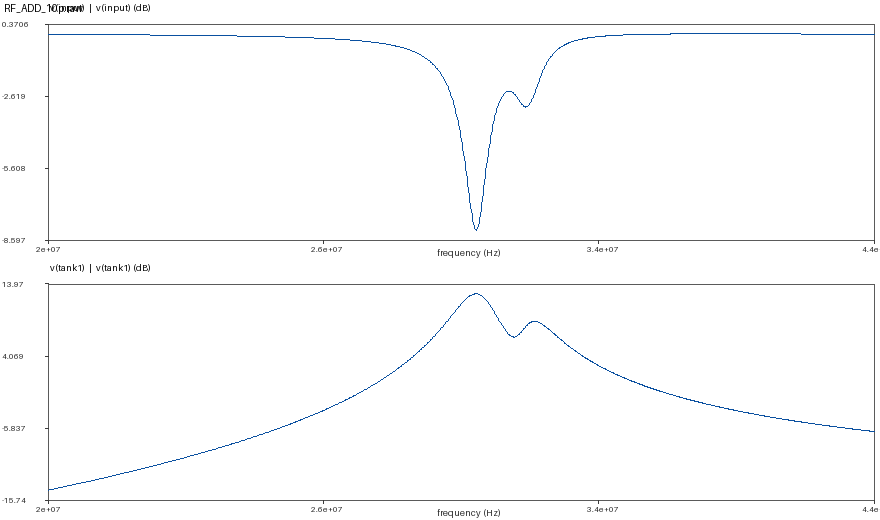 RF_ADD_10p.raw
v(input) | v(input) (dB)
0.3706
-2.619
-5.608
-8.597
2e+07 2.6e+07 3.4e+07 4.4e
frequency (Hz)
v(tank1) | v(tank1) (dB)
13.97
4.069
-5.837
-15.74
2e+07 2.6e+07 3.4e+07 4.4e
frequency (Hz)